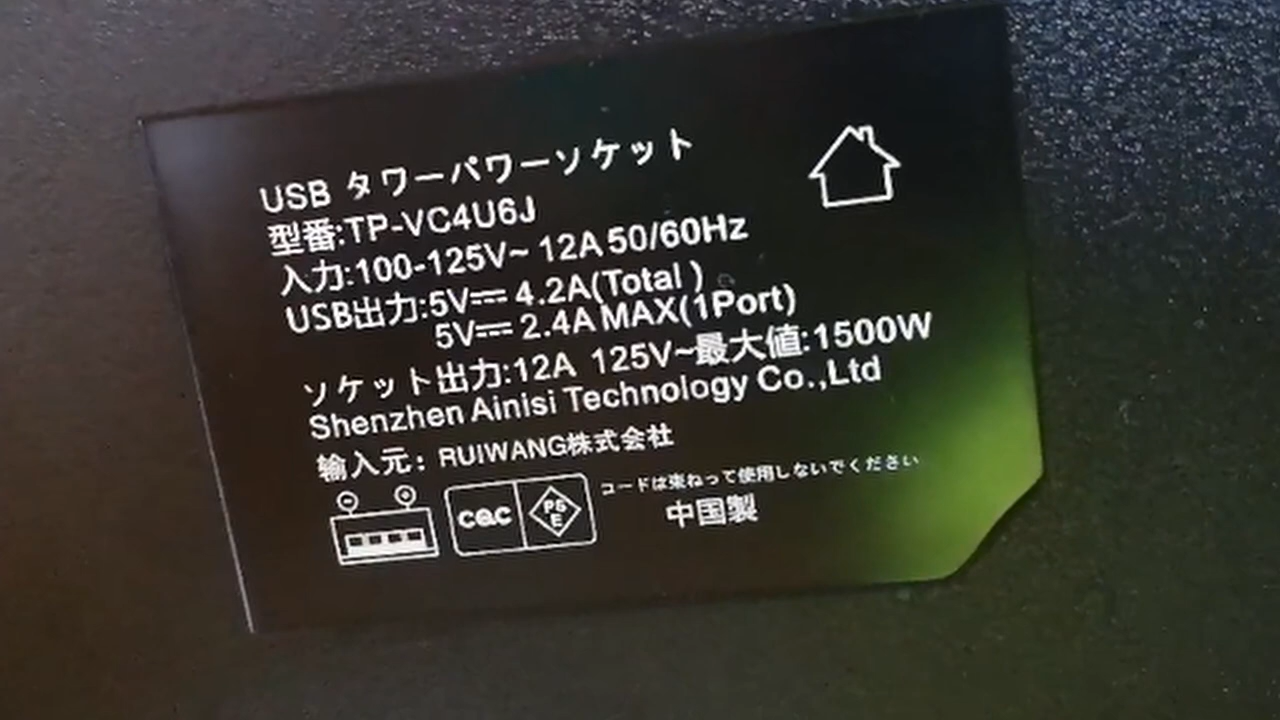 USB タワーパワーソケット
型番:TP-VC4U6J
入力:100-125V~ 12A 50/60Hz
USB出力:5V⎓ 4.2A(Total )
5V⎓ 2.4A MAX(1Port)
ソケット出力:12A 125V~最大値:1500W
Shenzhen Ainisi Technology Co.,Ltd
輸入元: RUIWANG株式会社
コードは束ねって使用しないでください
cqc PSE
中国製